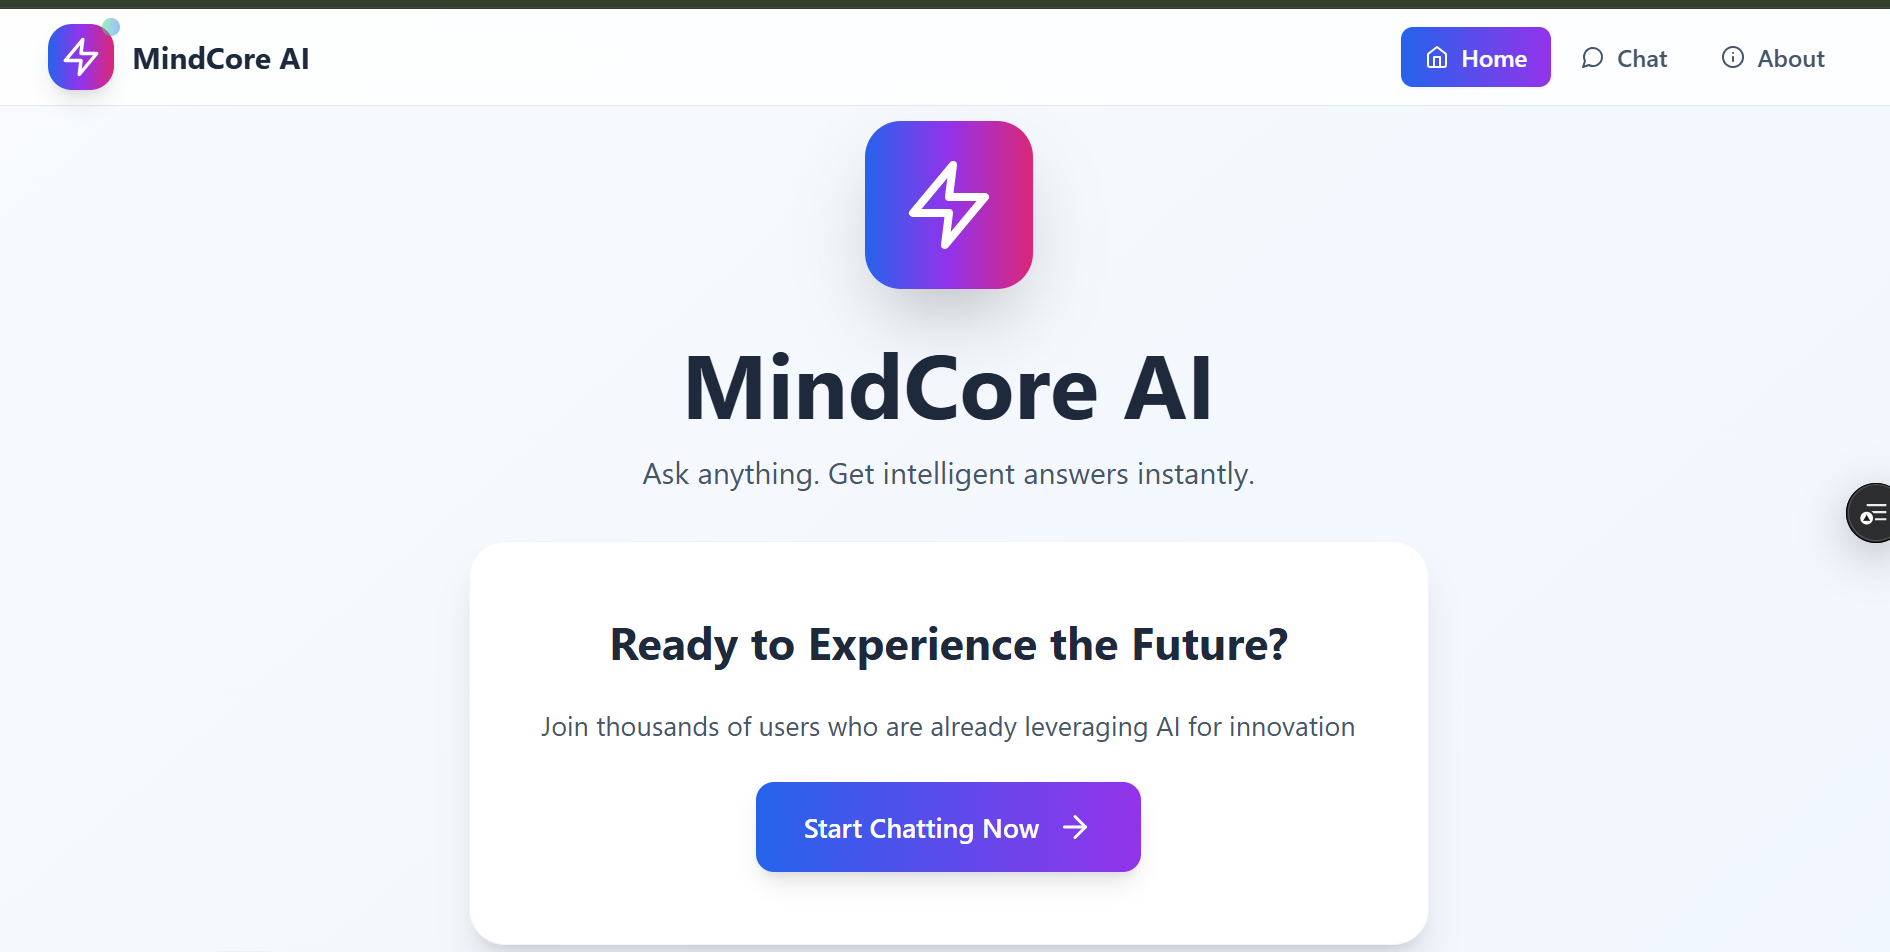 MindCore AI
Home
Chat
About
MindCore AI
Ask anything. Get intelligent answers instantly.
Ready to Experience the Future?
Join thousands of users who are already leveraging AI for innovation
Start Chatting Now